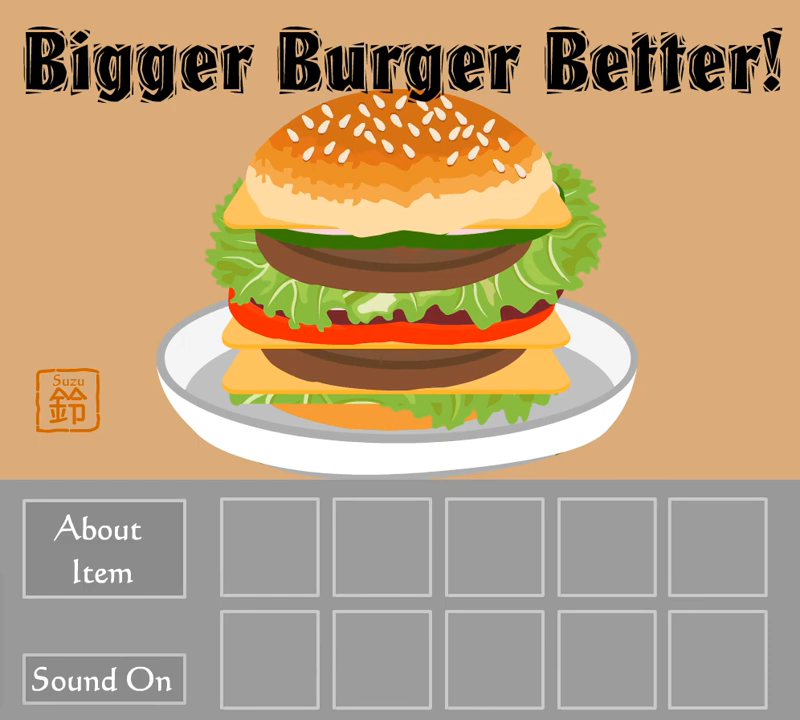 Bigger Burger Better!
Suzu
鈴
About
Item
Sound On